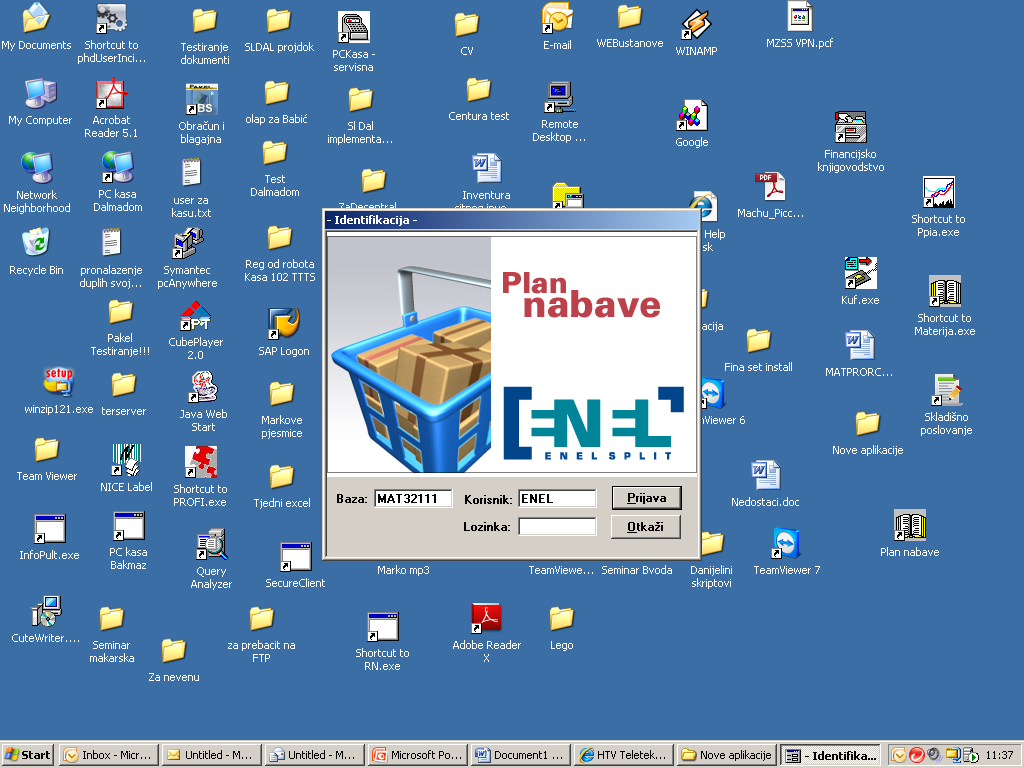 My Documents
Shortcut to
phdUserInci...
Testiranje
dokumenti
SLDAL projdok
PCKasa -
servisna
CV
E-mail
WEBustanove
WINAMP
MZSS VPN.pcf
My Computer
Acrobat
Reader 5.1
Obračun i
blagajna
olap za Babić
Sl Dal
implementa...
Centura test
Remote
Desktop ...
Google
Financijsko
knjigovodstvo
Network
Neighborhood
PC kasa
Dalmadom
user za
kasu.txt
Test
Dalmadom
ZaDecentral
Inventura
Help
PDF
Machu_Picc...
Shortcut to
Ppia.exe
Recycle Bin
pronalazenje
duplih svoj...
Symantec
pcAnywhere
Reg od robota
Kasa 102 TTTS
Kuf.exe
Shortcut to
Materija.exe
Pakel
Testiranje!!!
CubePlayer
2.0
SAP Logon
Fina set install
MATPRORC...
setup
winzip121.exe
terserver
Java Web
Start
Markove
pjesmice
Viewer 6
Nove aplikacije
Skladišno
poslovanje
Team Viewer
NICE Label
Shortcut to
PROFI.exe
Tjedni excel
Nedostaci.doc
InfoPult.exe
PC kasa
Bakmaz
Query
Analyzer
SecureClient
Marko mp3
TeamViewe...
Seminar Bvoda
Danijelini
skriptovi
TeamViewer 7
Plan nabave
CuteWriter....
Seminar
makarska
Za nevenu
za prebacit na
FTP
Shortcut to
RN.exe
Adobe Reader
X
Lego
- Identifikacija -
Plan
nabave
ENEL
ENEL SPLIT
Baza: MAT32111 Korisnik: ENEL Prijava
Lozinka: Otkaži
Start Inbox - Micr... Untitled - M... Untitled - M... Microsoft Po... Document1 ... HTV Teletek... Nove aplikacije - Identifika... 11:37